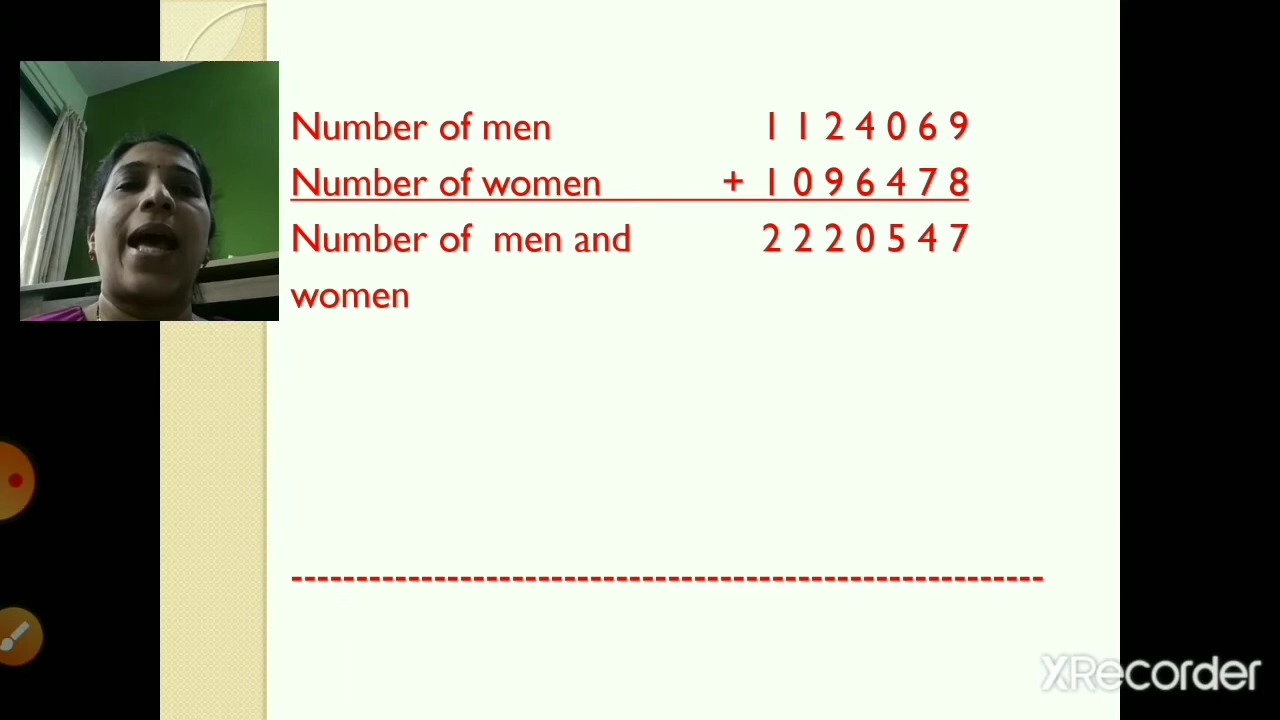 Number of men 1 1 2 4 0 6 9
Number of women + 1 0 9 6 4 7 8
Number of men and 2 2 2 0 5 4 7
women
--------------------------------------------------------
XRecorder